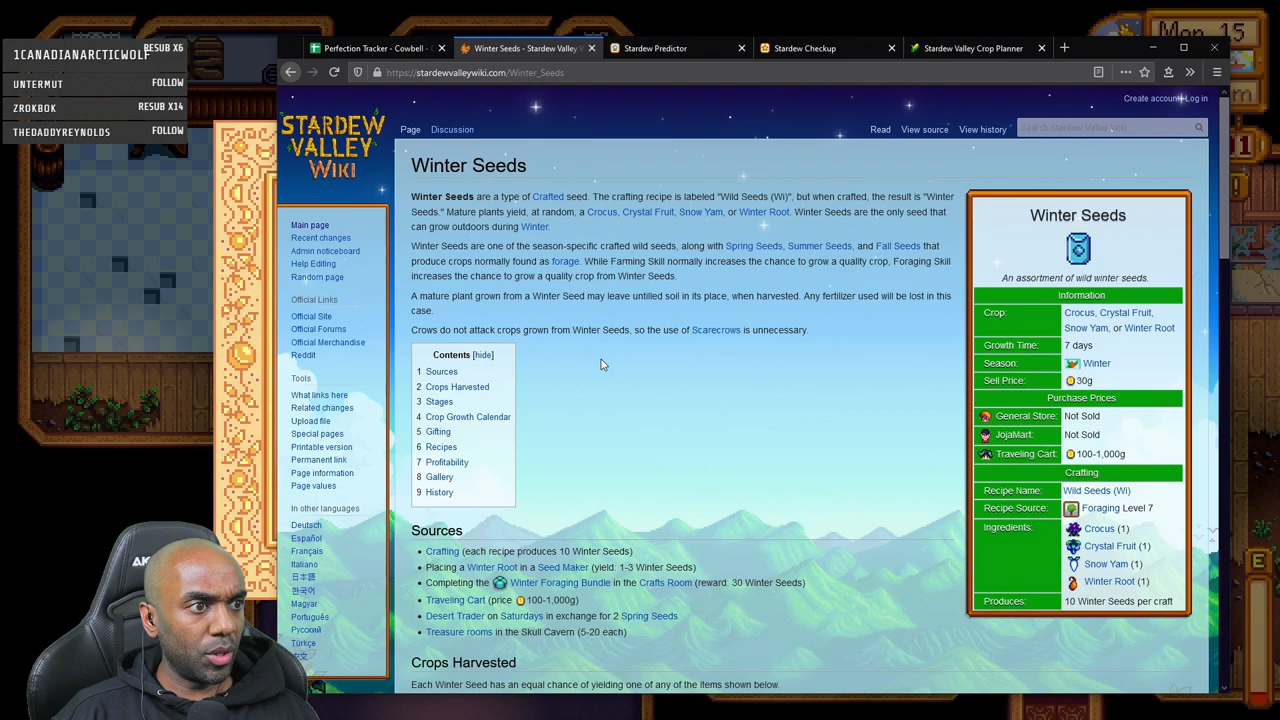 1CANADIANARCTICWOLF RESUB X6
UNTERMUT FOLLOW
ZROKBOK RESUB X14
THEDADDYREYNOLDS FOLLOW
Mon. 15
Perfection Tracker - Cowbell -
Winter Seeds - Stardew Valley W
Stardew Predictor
Stardew Checkup
Stardew Valley Crop Planner
https://stardewvalleywiki.com/Winter_Seeds
Create account Log in
STARDEW
VALLEY
WIKI
Page Discussion
Read View source View history
Search Stardew Valley Wiki
Main page
Recent changes
Admin noticeboard
Help Editing
Random page
Official Links
Official Site
Official Forums
Official Merchandise
Reddit
Tools
What links here
Related changes
Upload file
Special pages
Printable version
Permanent link
Page information
Page values
In other languages
Deutsch
Español
Français
Italiano
日本語
한국어
Magyar
Português
Русский
Türkçe
中文
Winter Seeds
Winter Seeds are a type of Crafted seed. The crafting recipe is labeled "Wild Seeds (Wi)", but when crafted, the result is "Winter
Seeds." Mature plants yield, at random, a Crocus, Crystal Fruit, Snow Yam, or Winter Root. Winter Seeds are the only seed that
can grow outdoors during Winter.
Winter Seeds are one of the season-specific crafted wild seeds, along with Spring Seeds, Summer Seeds, and Fall Seeds that
produce crops normally found as forage. While Farming Skill normally increases the chance to grow a quality crop, Foraging Skill
increases the chance to grow a quality crop from Winter Seeds.
A mature plant grown from a Winter Seed may leave untilled soil in its place, when harvested. Any fertilizer used will be lost in this
case.
Crows do not attack crops grown from Winter Seeds, so the use of Scarecrows is unnecessary.
Contents [hide]
1 Sources
2 Crops Harvested
3 Stages
4 Crop Growth Calendar
5 Gifting
6 Recipes
7 Profitability
8 Gallery
9 History
Sources
• Crafting (each recipe produces 10 Winter Seeds)
• Placing a Winter Root in a Seed Maker (yield: 1-3 Winter Seeds)
• Completing the Winter Foraging Bundle in the Crafts Room (reward: 30 Winter Seeds)
• Traveling Cart (price 100-1,000g)
• Desert Trader on Saturdays in exchange for 2 Spring Seeds
• Treasure rooms in the Skull Cavern (5-20 each)
Crops Harvested
Each Winter Seed has an equal chance of yielding one of any of the items shown below.
Winter Seeds
An assortment of wild winter seeds.
Information
Crop: Crocus, Crystal Fruit,
Snow Yam, or Winter Root
Growth Time: 7 days
Season: Winter
Sell Price: 30g
Purchase Prices
General Store: Not Sold
JojaMart: Not Sold
Traveling Cart: 100-1,000g
Crafting
Recipe Name: Wild Seeds (Wi)
Recipe Source: Foraging Level 7
Ingredients: Crocus (1)
Crystal Fruit (1)
Snow Yam (1)
Winter Root (1)
Produces: 10 Winter Seeds per craft
E